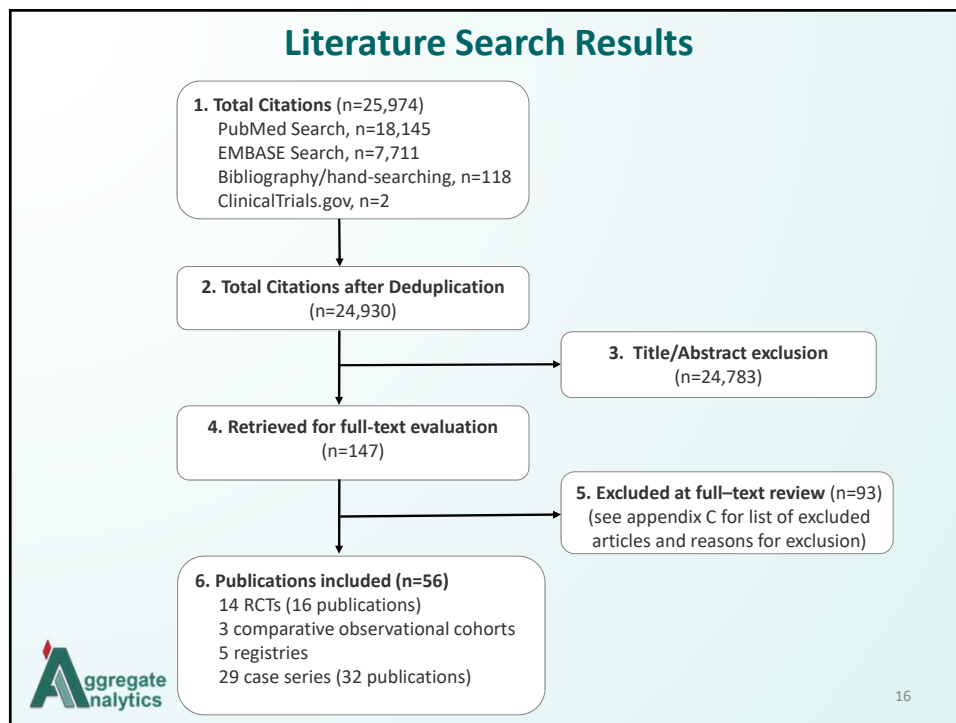 Literature Search Results
1. Total Citations (n=25,974)
PubMed Search, n=18,145
EMBASE Search, n=7,711
Bibliography/hand-searching, n=118
ClinicalTrials.gov, n=2
2. Total Citations after Deduplication
(n=24,930)
3. Title/Abstract exclusion
(n=24,783)
4. Retrieved for full-text evaluation
(n=147)
5. Excluded at full–text review (n=93)
(see appendix C for list of excluded
articles and reasons for exclusion)
6. Publications included (n=56)
14 RCTs (16 publications)
3 comparative observational cohorts
5 registries
29 case series (32 publications)
Aggregate
Analytics
16